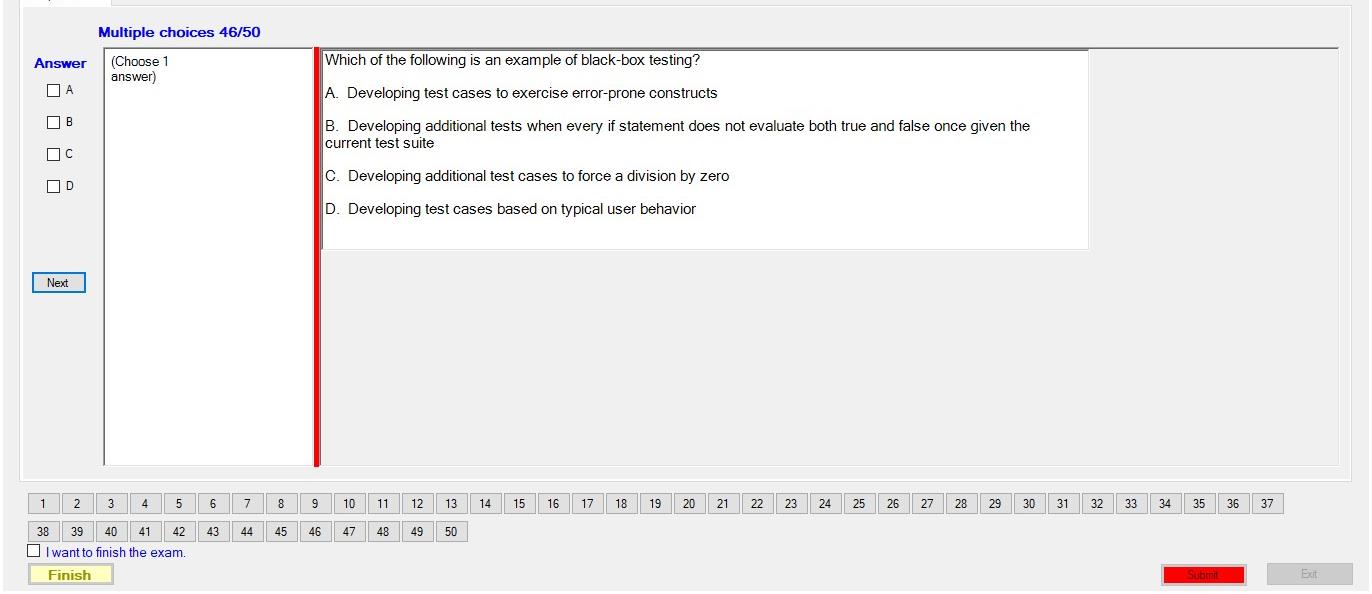 Multiple choices 46/50
Answer
A
B
C
D
Next
(Choose 1
answer)
Which of the following is an example of black-box testing?
A. Developing test cases to exercise error-prone constructs
B. Developing additional tests when every if statement does not evaluate both true and false once given the
current test suite
C. Developing additional test cases to force a division by zero
D. Developing test cases based on typical user behavior
1 2 3 4 5 6 7 8 9 10 11 12 13 14 15 16 17 18 19 20 21 22 23 24 25 26 27 28 29 30 31 32 33 34 35 36 37
38 39 40 41 42 43 44 45 46 47 48 49 50
I want to finish the exam.
Finish
Submit
Exit